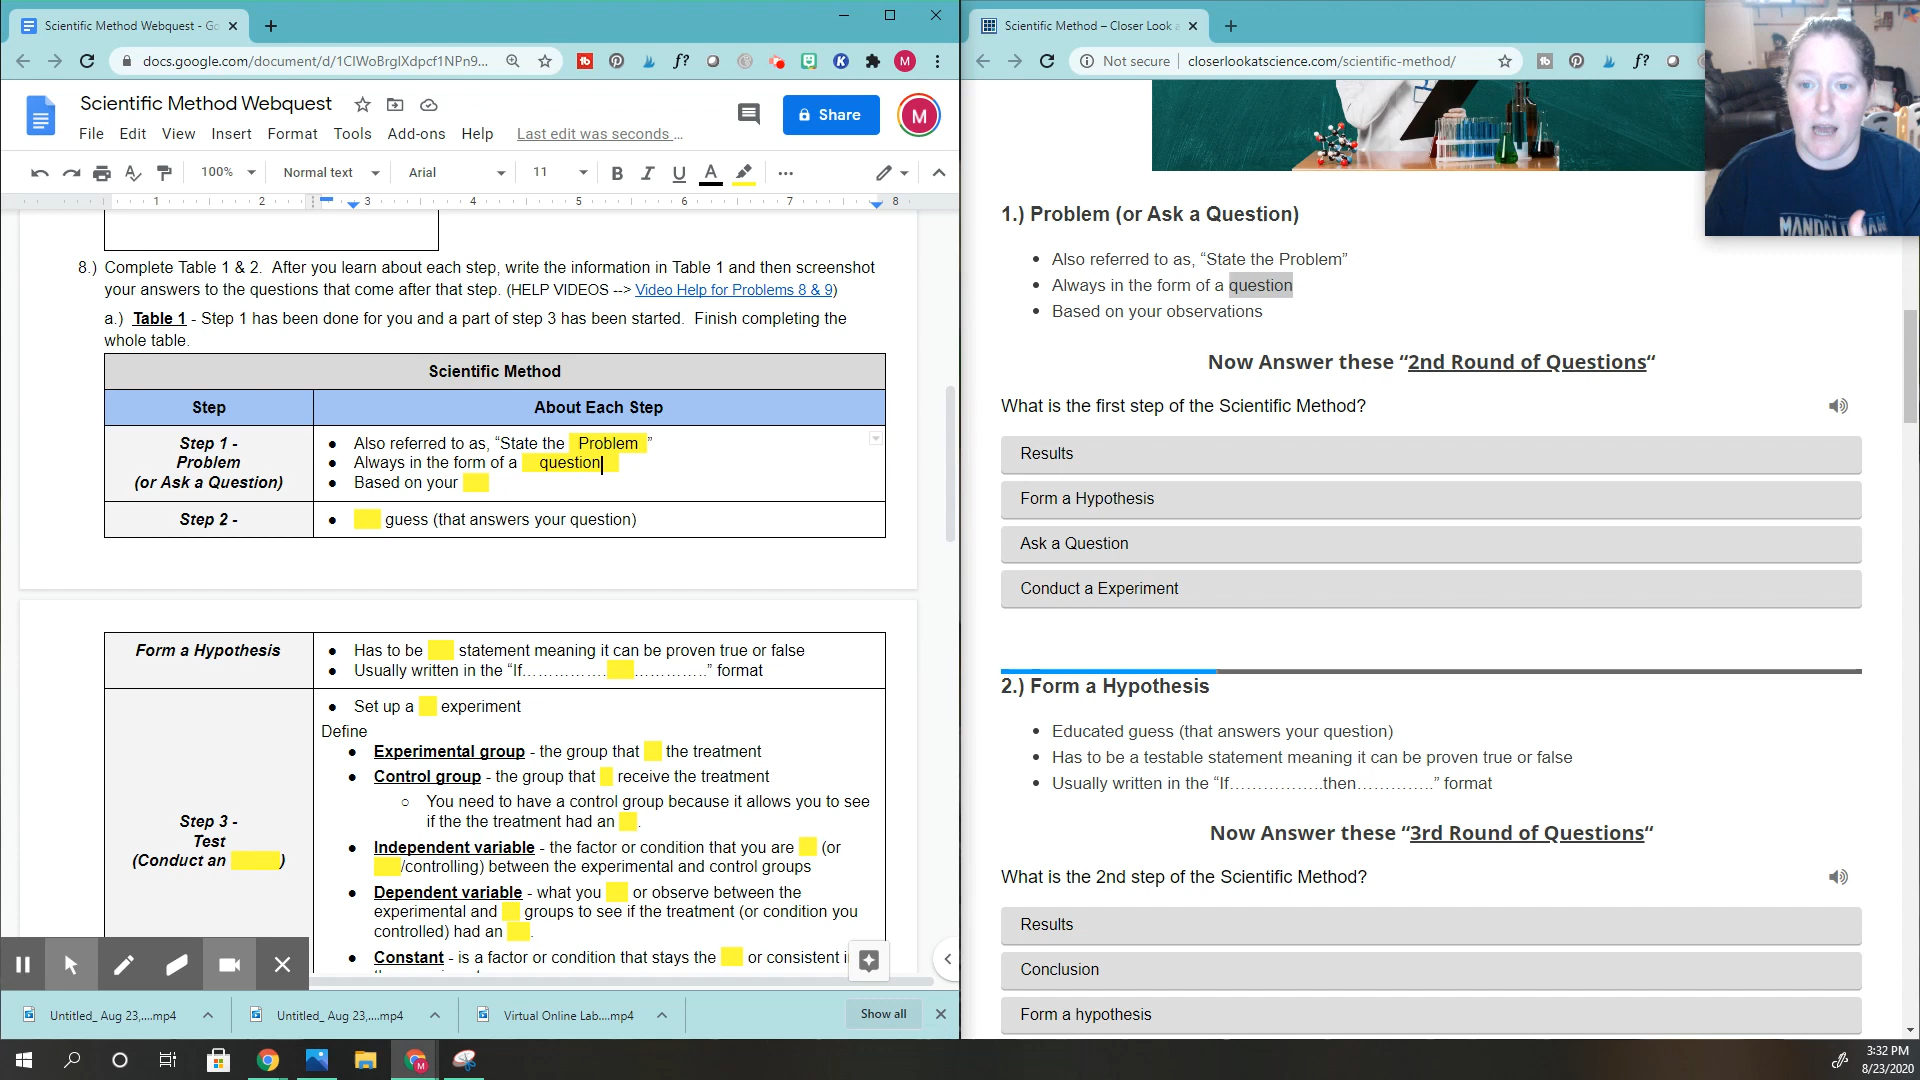 Scientific Method Webquest - Go
Scientific Method – Closer Look a
docs.google.com/document/d/1ClWoBrglXdpcf1NPn9...
M
Not secure
closerlookatscience.com/scientific-method/
Scientific Method Webquest
File Edit View Insert Format Tools Add-ons Help Last edit was seconds ...
Share
M
100% Normal text Arial 11 B I U A
1 2 3 4 5 6 7 8
8.) Complete Table 1 & 2. After you learn about each step, write the information in Table 1 and then screenshot
your answers to the questions that come after that step. (HELP VIDEOS --> Video Help for Problems 8 & 9)
a.) Table 1 - Step 1 has been done for you and a part of step 3 has been started. Finish completing the
whole table.
Scientific Method
Step About Each Step
Step 1 -
Problem
(or Ask a Question)
Also referred to as, “State the Problem ”
Always in the form of a question
Based on your
Step 2 -
guess (that answers your question)
Form a Hypothesis
Has to be statement meaning it can be proven true or false
Usually written in the “If…………….…………..” format
Step 3 -
Test
(Conduct an )
Set up a experiment
Define
Experimental group - the group that the treatment
Control group - the group that receive the treatment
You need to have a control group because it allows you to see
if the the treatment had an .
Independent variable - the factor or condition that you are (or
/controlling) between the experimental and control groups
Dependent variable - what you or observe between the
experimental and groups to see if the treatment (or condition you
controlled) had an .
Constant - is a factor or condition that stays the or consistent i
1.) Problem (or Ask a Question)
Also referred to as, “State the Problem”
Always in the form of a question
Based on your observations
Now Answer these “2nd Round of Questions“
What is the first step of the Scientific Method?
Results
Form a Hypothesis
Ask a Question
Conduct a Experiment
2.) Form a Hypothesis
Educated guess (that answers your question)
Has to be a testable statement meaning it can be proven true or false
Usually written in the “If……………..then…………..” format
Now Answer these “3rd Round of Questions“
What is the 2nd step of the Scientific Method?
Results
Conclusion
Form a hypothesis
Untitled_ Aug 23,....mp4
Untitled_ Aug 23,....mp4
Virtual Online Lab....mp4
Show all
3:32 PM
8/23/2020